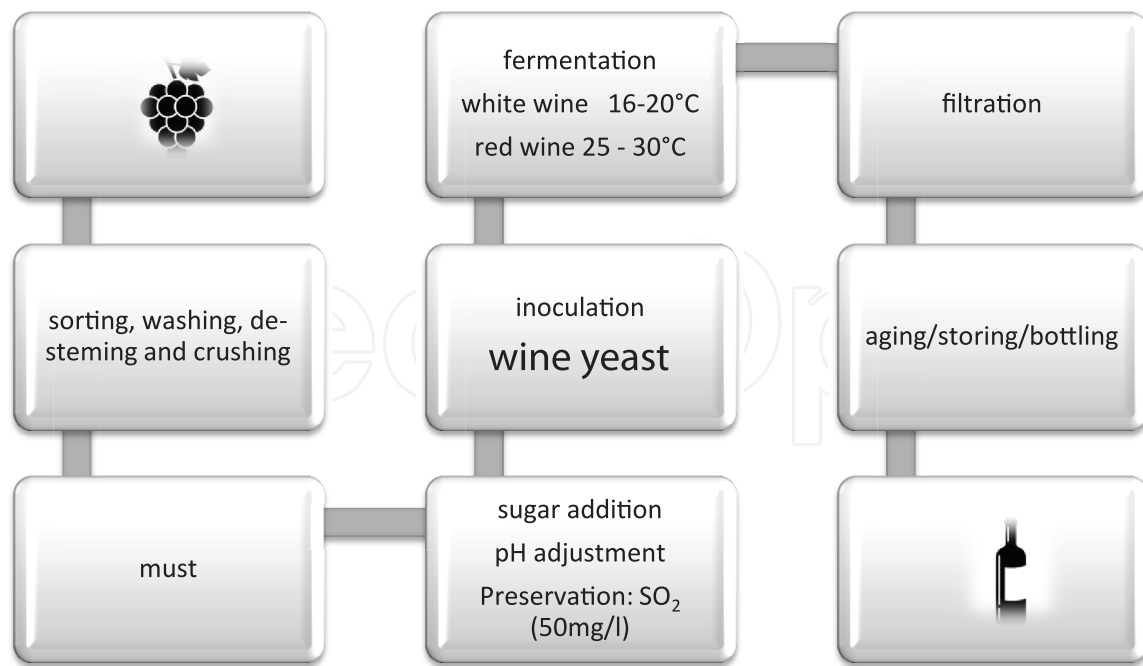 sorting, washing, de-
steming and crushing
must
sugar addition
pH adjustment
Preservation: SO₂
(50mg/l)
inoculation
wine yeast
fermentation
white wine 16-20°C
red wine 25 - 30°C
filtration
aging/storing/bottling